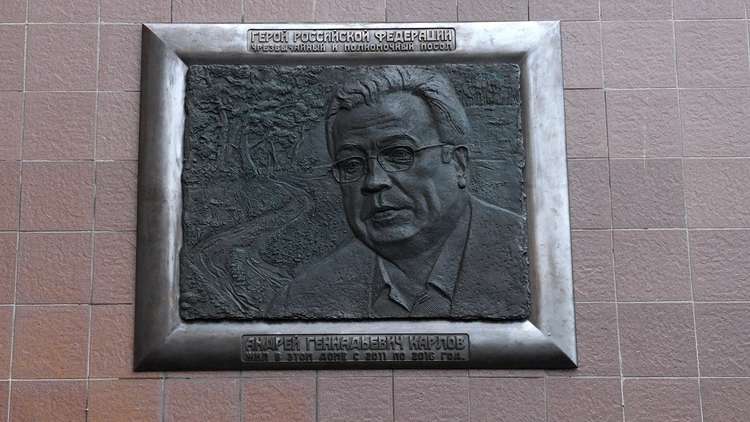 ГЕРОЙ РОССИЙСКОЙ ФЕДЕРАЦИИ
ЧРЕЗВЫЧАЙНЫЙ И ПОЛНОМОЧНЫЙ ПОСОЛ
АНДРЕЙ ГЕННАДЬЕВИЧ КАРЛОВ
ЖИЛ В ЭТОМ ДОМЕ С 2011 ПО 2016 ГОД.